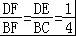 DF/BF = DE/BC = 1/4